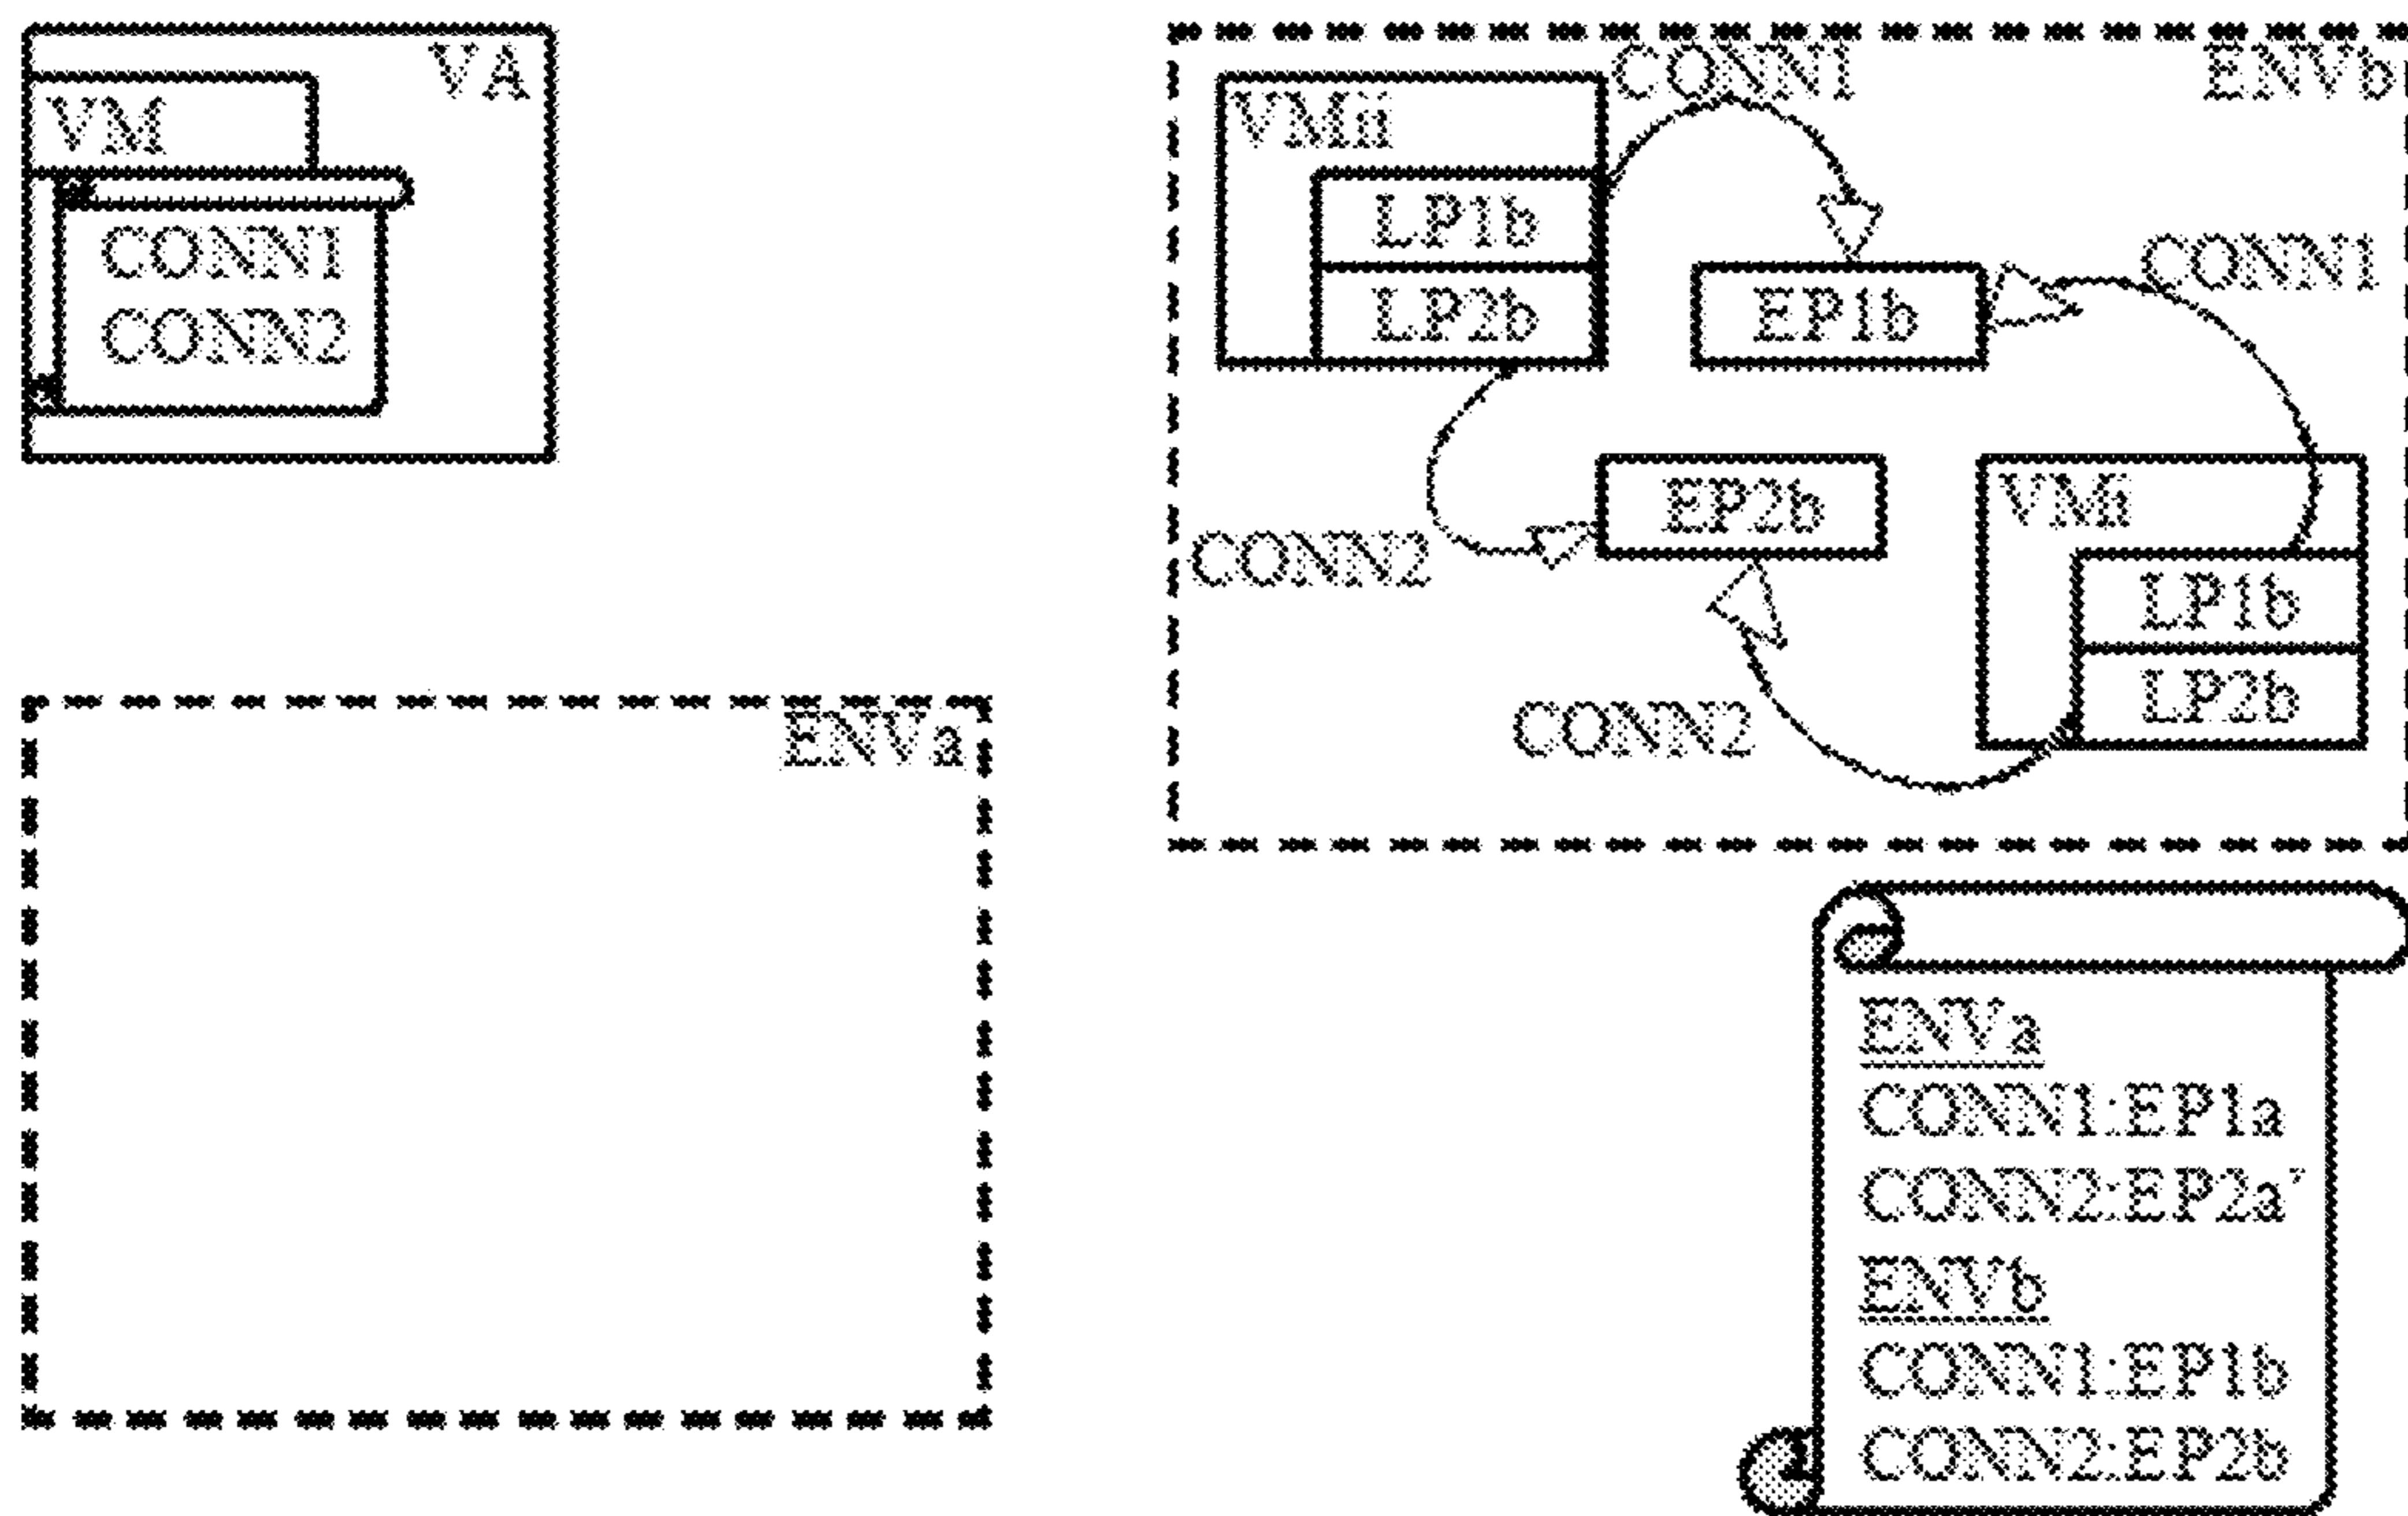 VA
VM
CONN1
CONN2
ENVb
CONN1
VMii
LP1b
LP2b
EP1b
CONN1
EP2b
CONN2
VMi
LP1b
LP2b
CONN2
ENVa
ENVa
CONN1:EP1a
CONN2:EP2a'
ENVb
CONN1:EP1b
CONN2:EP2b